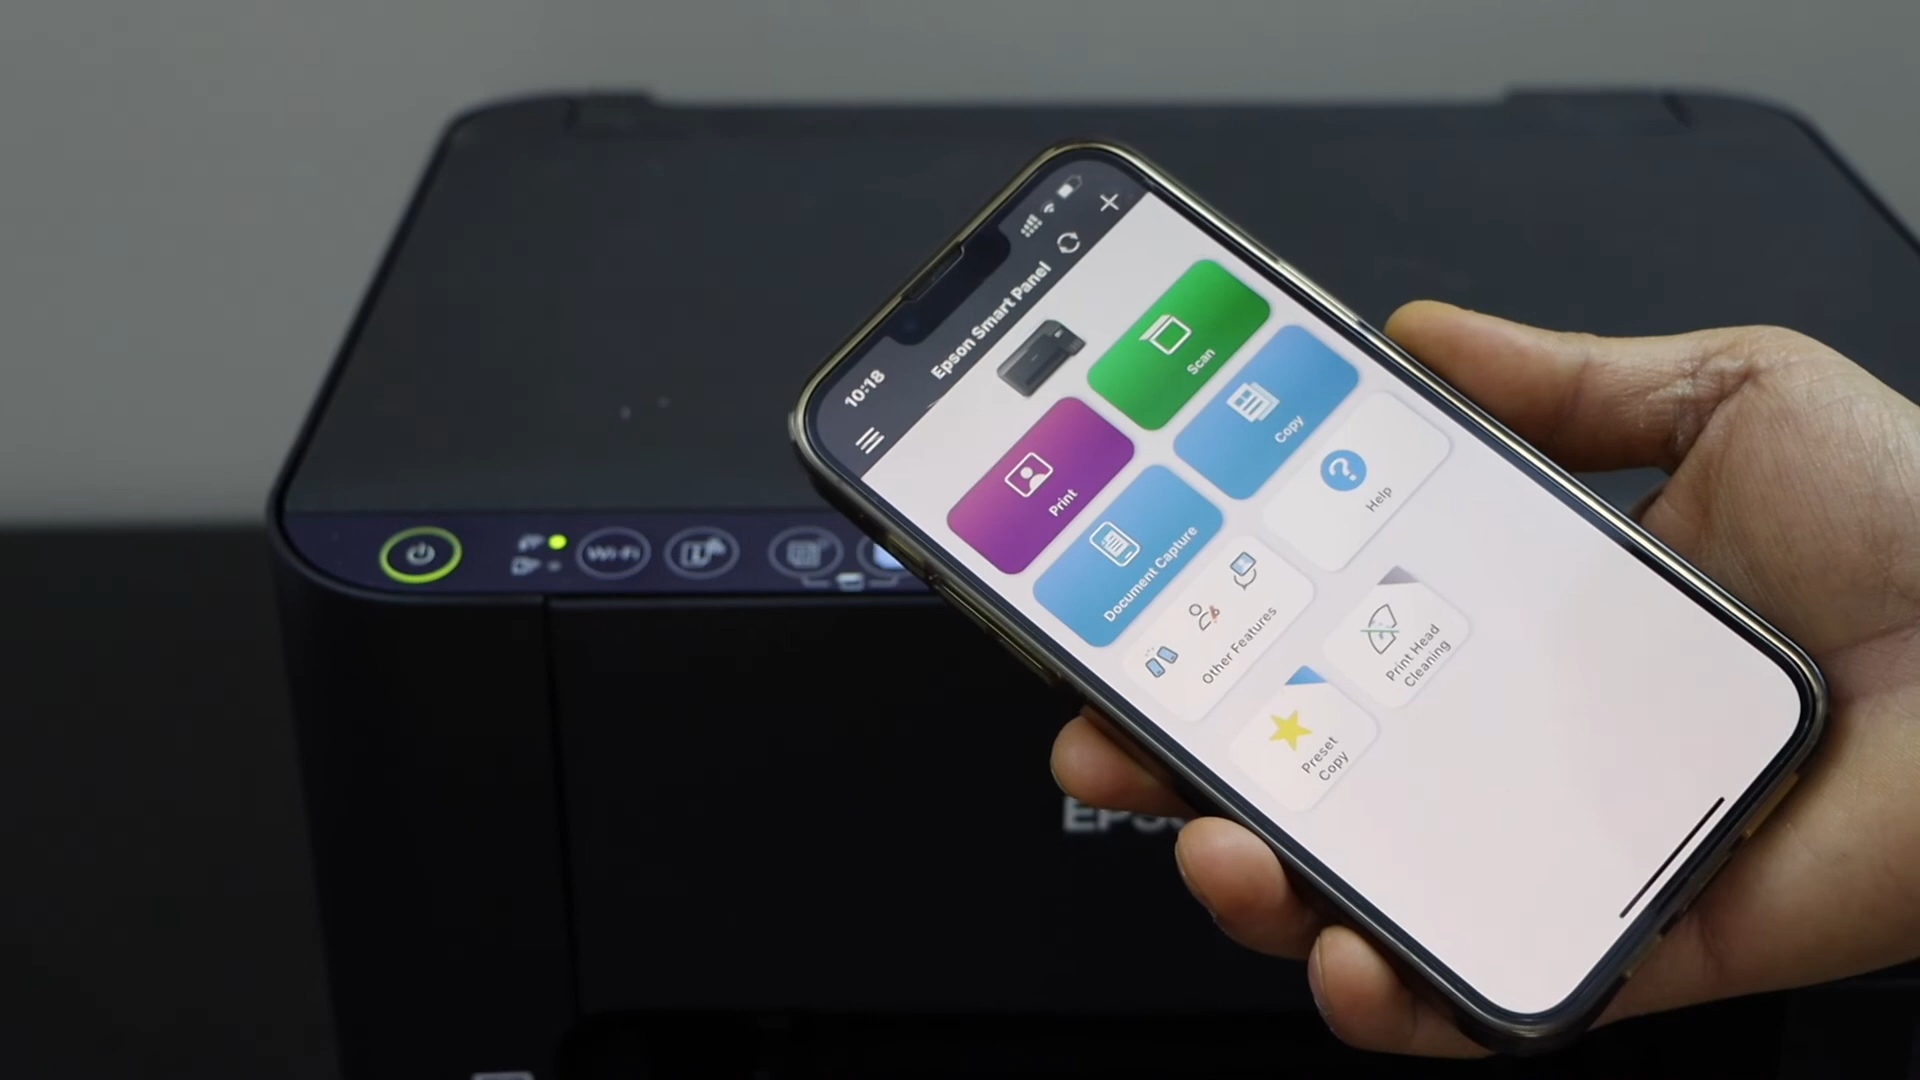 10:18
Epson Smart Panel
Print
Scan
Document Capture
Copy
Other Features
Help
Preset
Copy
Print Head
Cleaning
Wi-Fi